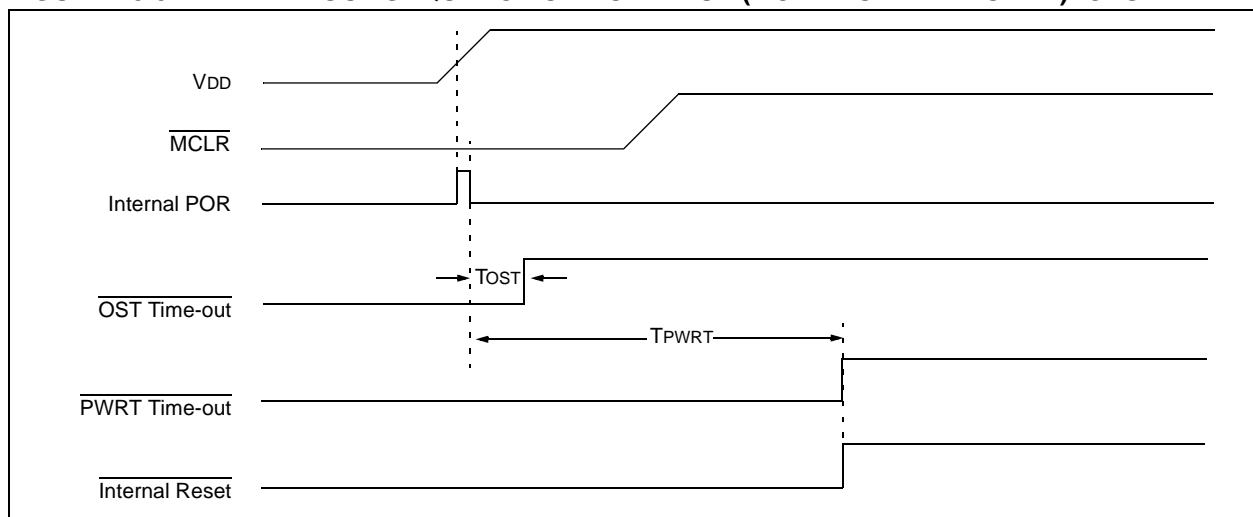 VDD
MCLR
Internal POR
TOST
OST Time-out
TPWRT
PWRT Time-out
Internal Reset